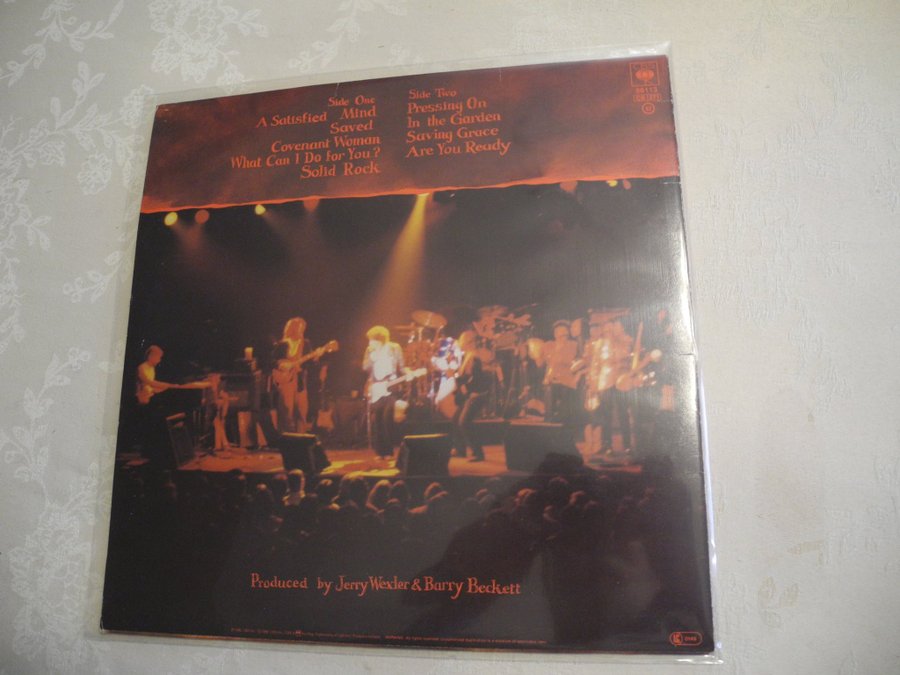 Side One
A Satisfied Mind
Saved
Covenant Woman
What Can I Do for You?
Solid Rock
Side Two
Pressing On
In the Garden
Saving Grace
Are You Ready
CBS
Produced by Jerry Wexler & Barry Beckett